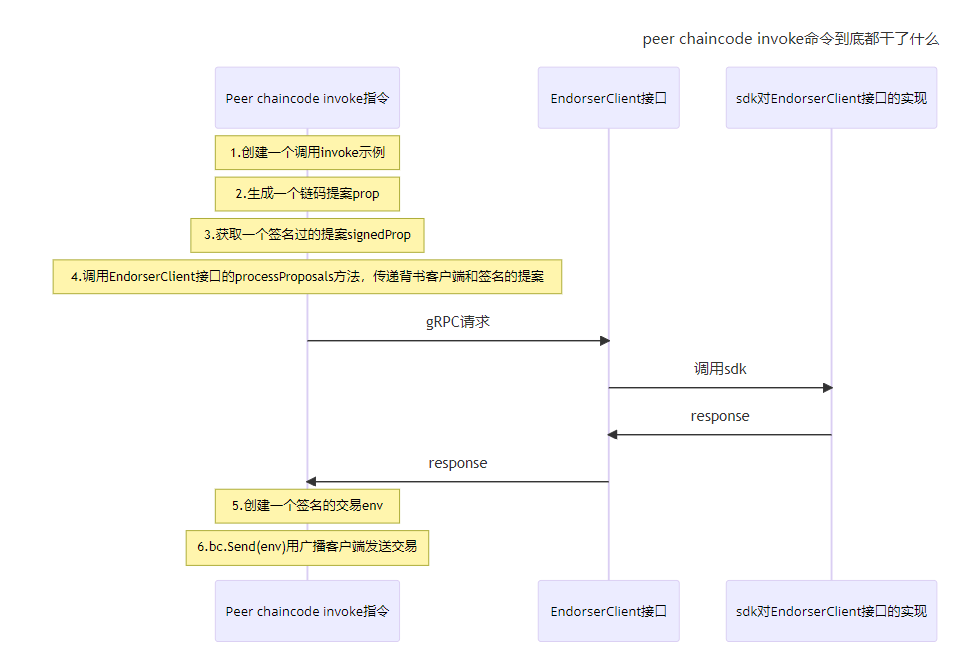 peer chaincode invoke命令到底都干了什么
Peer chaincode invoke指令
EndorserClient接口
sdk对EndorserClient接口的实现
1.创建一个调用invoke示例
2.生成一个链码提案prop
3.获取一个签名过的提案signedProp
4.调用EndorserClient接口的processProposals方法，传递背书客户端和签名的提案
gRPC请求
调用sdk
response
response
5.创建一个签名的交易env
6.bc.Send(env)用广播客户端发送交易
Peer chaincode invoke指令
EndorserClient接口
sdk对EndorserClient接口的实现